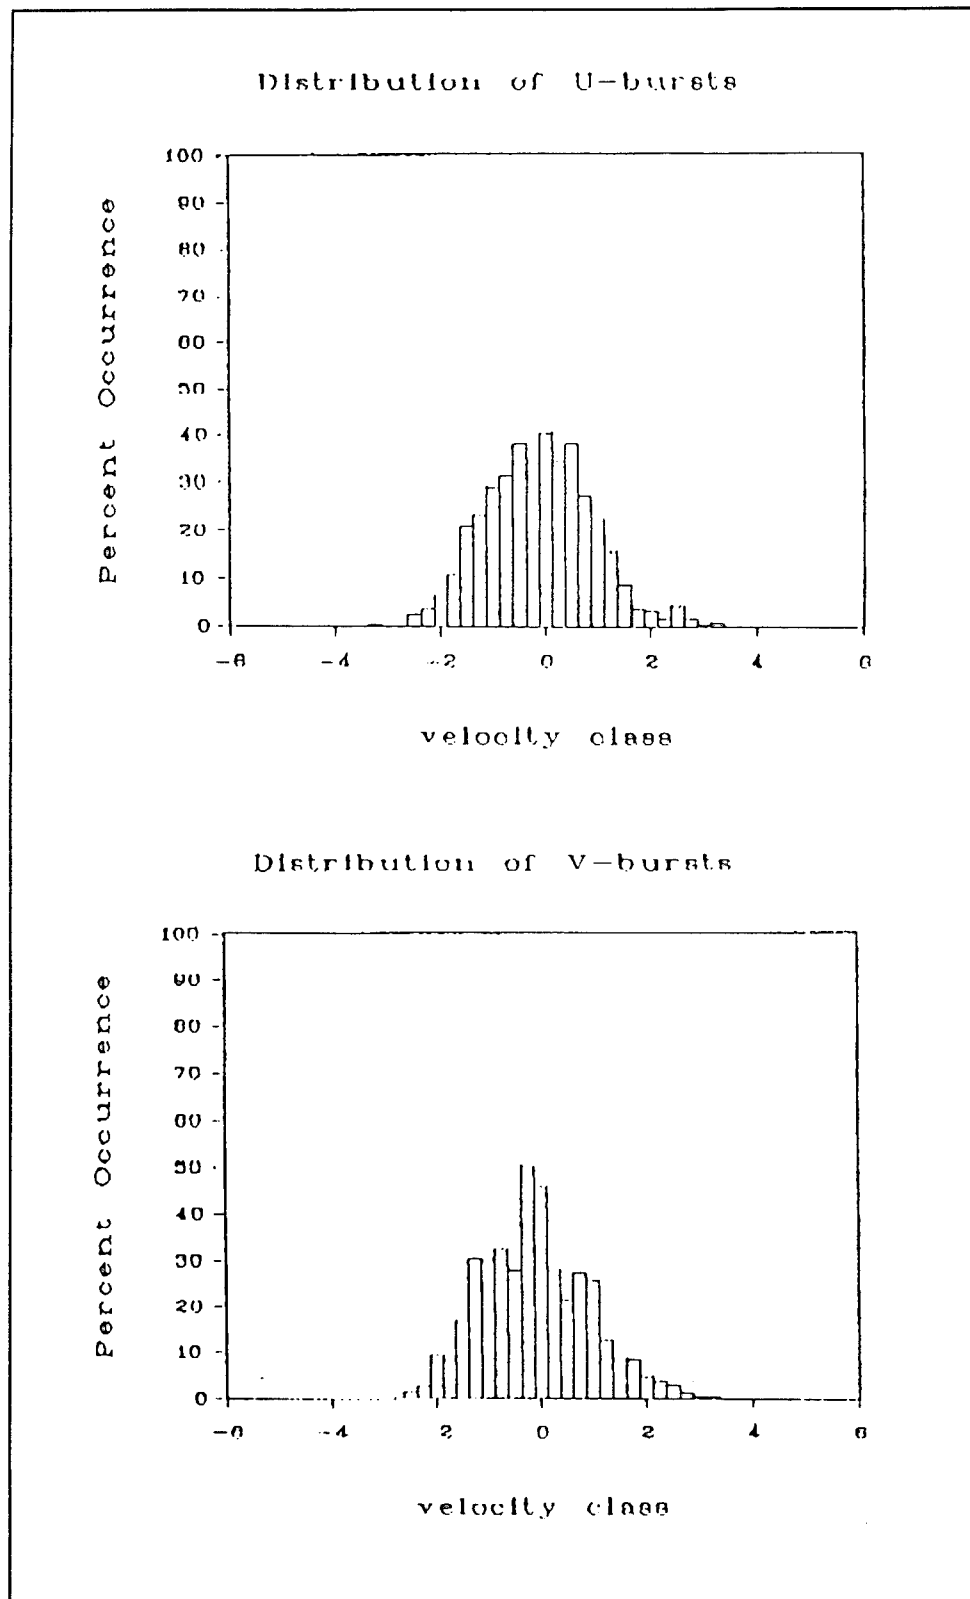 Distribution of U-bursts
Percent Occurrence
100
90
80
70
60
50
40
30
20
10
0
-6 -4 -2 0 2 4 6
velocity class
Distribution of V-bursts
Percent Occurrence
100
90
80
70
60
50
40
30
20
10
0
-6 -4 2 0 2 4 6
velocity class